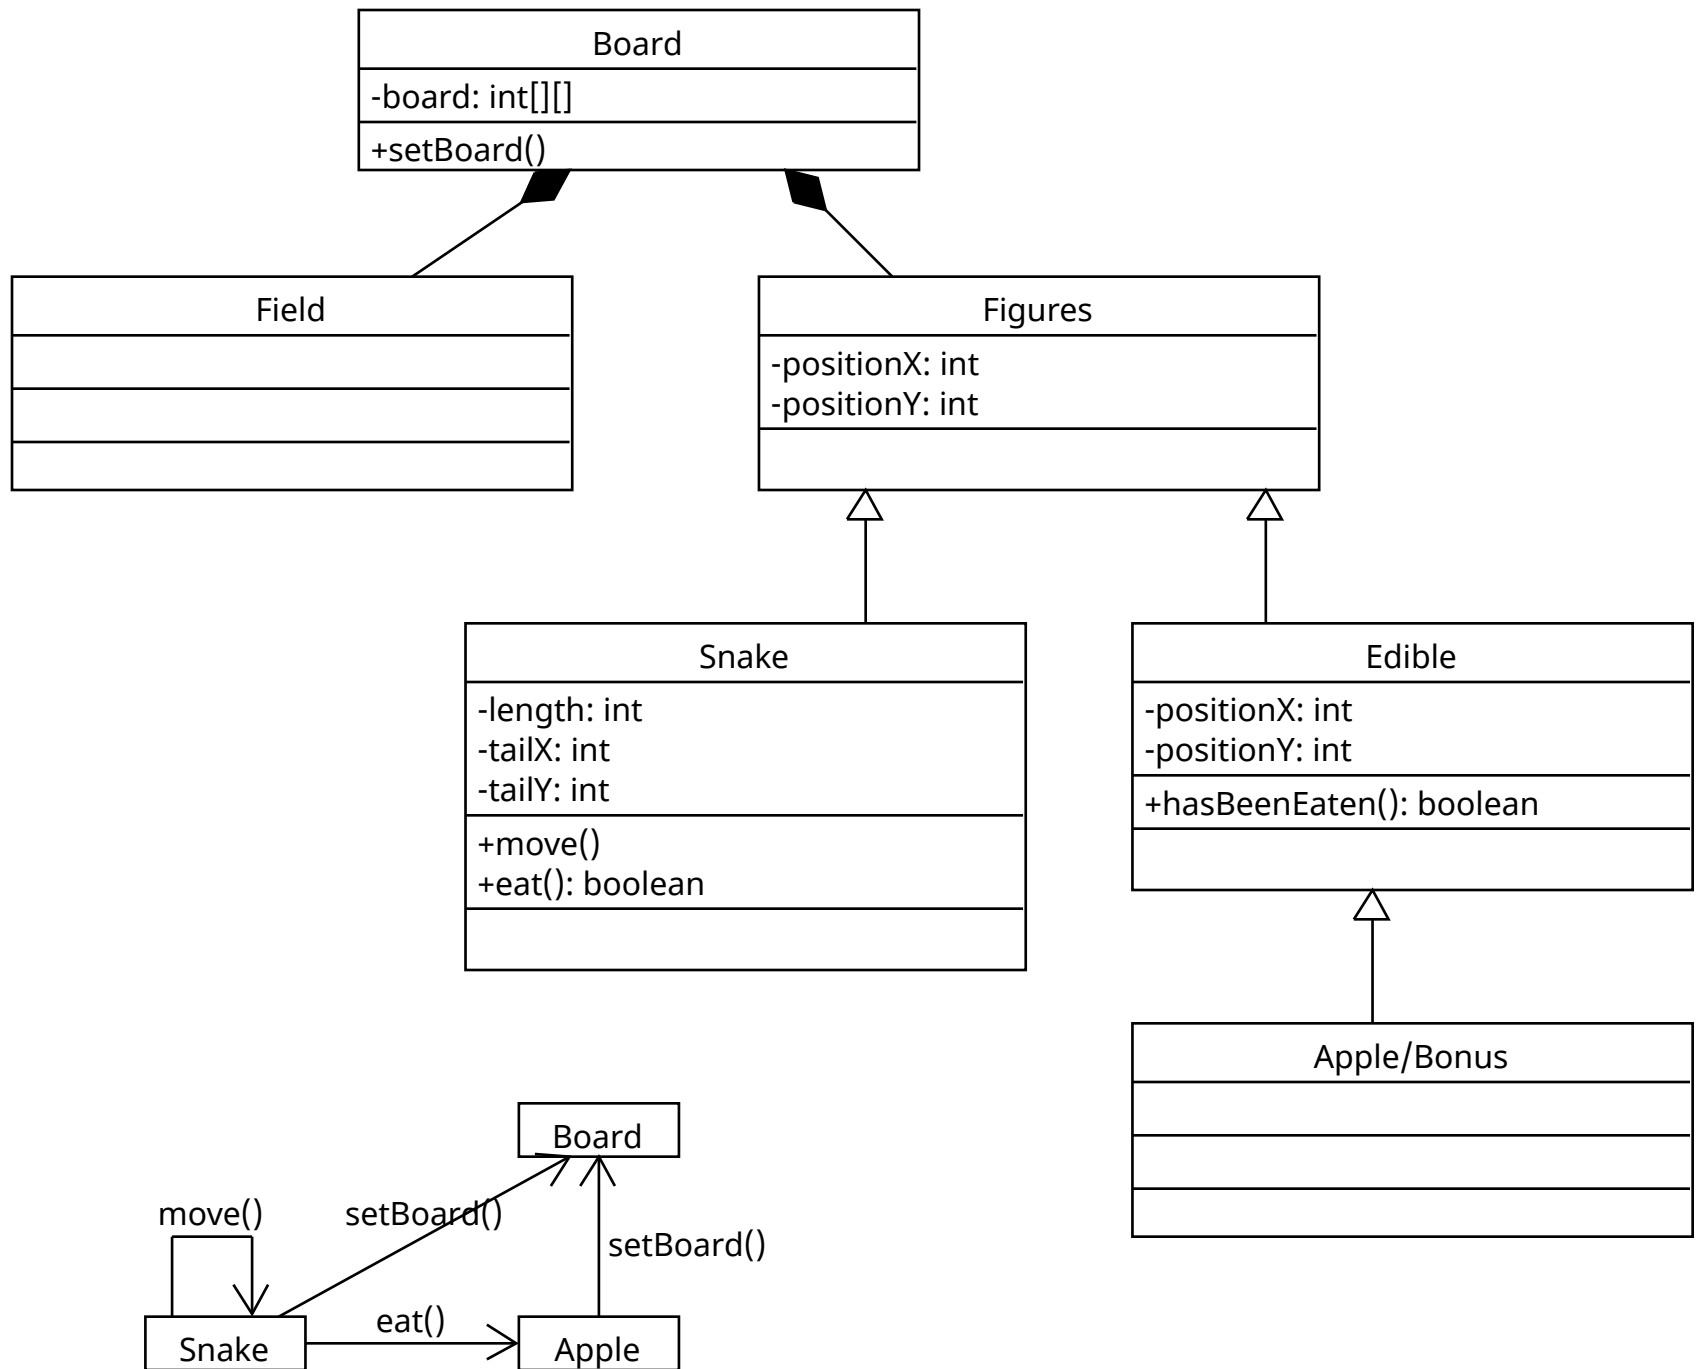 Board
-board: int[][]
+setBoard()
Field
Figures
-positionX: int
-positionY: int
Snake
-length: int
-tailX: int
-tailY: int
+move()
+eat(): boolean
Edible
-positionX: int
-positionY: int
+hasBeenEaten(): boolean
Apple/Bonus
Board
move()
setBoard()
setBoard()
eat()
Snake
Apple